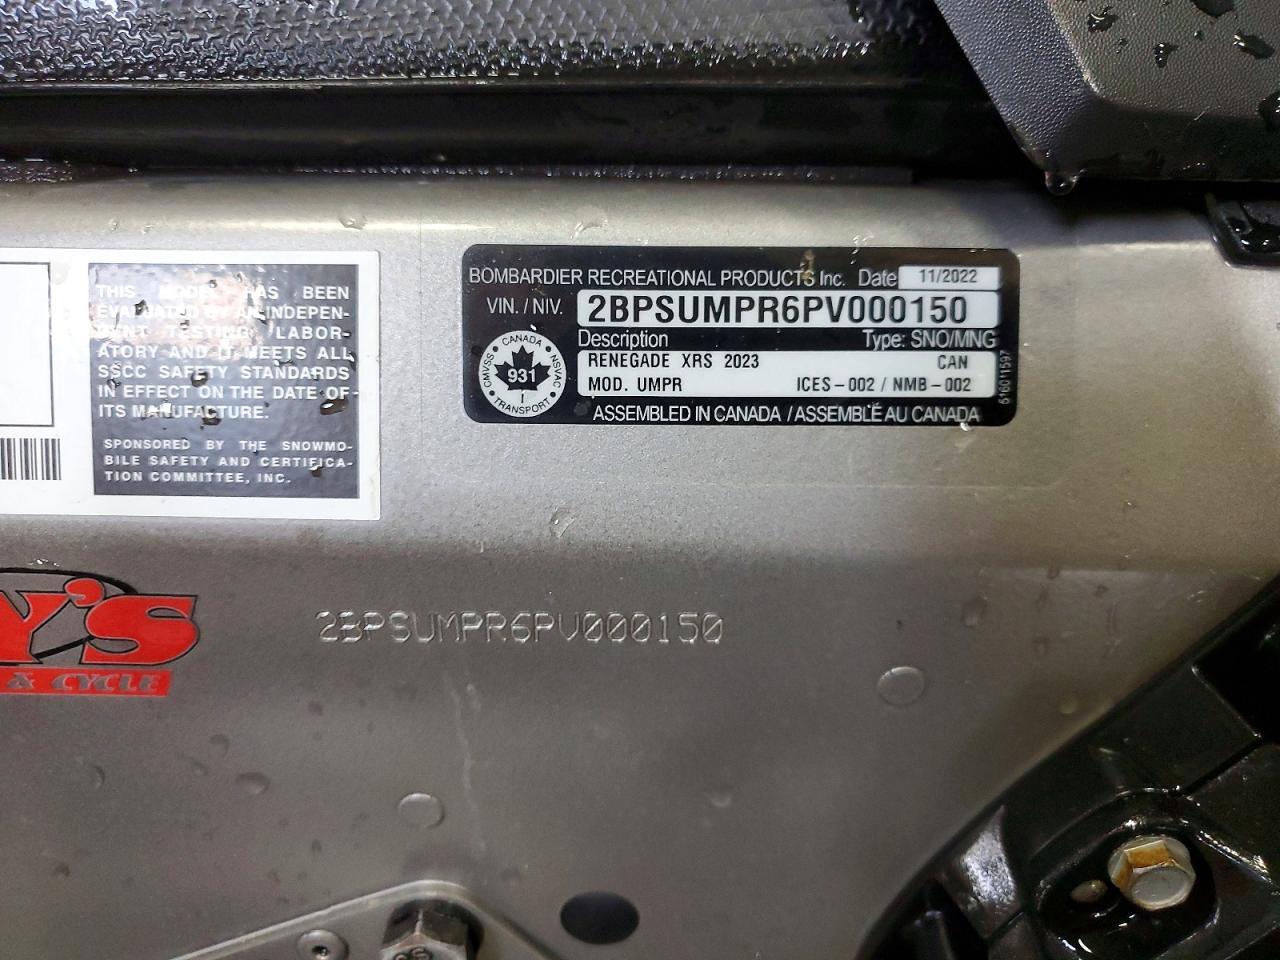 THIS MODEL HAS BEEN
EVALUATED BY AN INDEPEN-
DENT TESTING LABOR-
ATORY AND IT MEETS ALL
SSCC SAFETY STANDARDS
IN EFFECT ON THE DATE OF
ITS MANUFACTURE.
SPONSORED BY THE SNOWMO-
BILE SAFETY AND CERTIFICA-
TION COMMITTEE, INC.
BOMBARDIER RECREATIONAL PRODUCTS Inc. Date 11/2022
VIN. / NIV. 2BPSUMPR6PV000150
Description Type: SNO/MNG
RENEGADE XRS 2023 CAN
MOD. UMPR ICES-002 / NMB-002
ASSEMBLED IN CANADA / ASSEMBLÉ AU CANADA
CANADA
CMVSS NSVAC
931
1
TRANSPORT
51601597
2BPSUMPR6PV000150
Y'S
& CYCLE